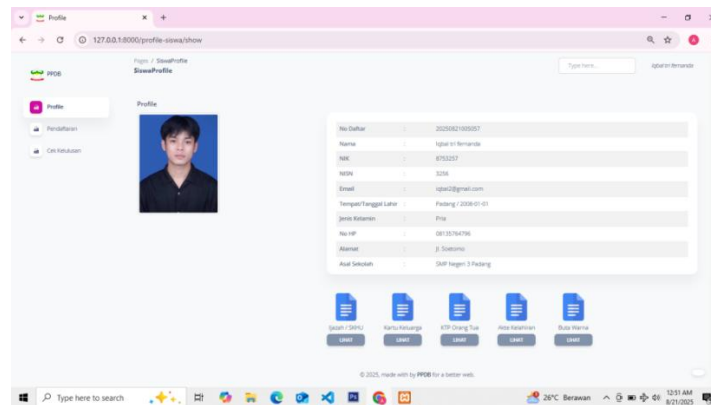 Profile
127.0.0.1:8000/profile-siswa/show
PPDB
Pages / SiswaProfile
SiswaProfile
Type here...
Iqbal tri fernanda
Profile
Pendaftaran
Cek Kelulusan
Profile
No Daftar : 20250821005057
Nama : Iqbal tri fernanda
NIK : 8753257
NISN : 3256
Email : iqbal2@gmail.com
Tempat/Tanggal Lahir : Padang / 2008-01-01
Jenis Kelamin : Pria
No HP : 08135764796
Alamat : Jl. Soetomo
Asal Sekolah : SMP Negeri 3 Padang
Ijazah / SKHU
Kartu Keluarga
KTP Orang Tua
Akte Kelahiran
Buta Warna
LIHAT
LIHAT
LIHAT
LIHAT
LIHAT
© 2025, made with by PPDB for a better web.
Type here to search
26°C Berawan
12:51 AM
8/21/2025